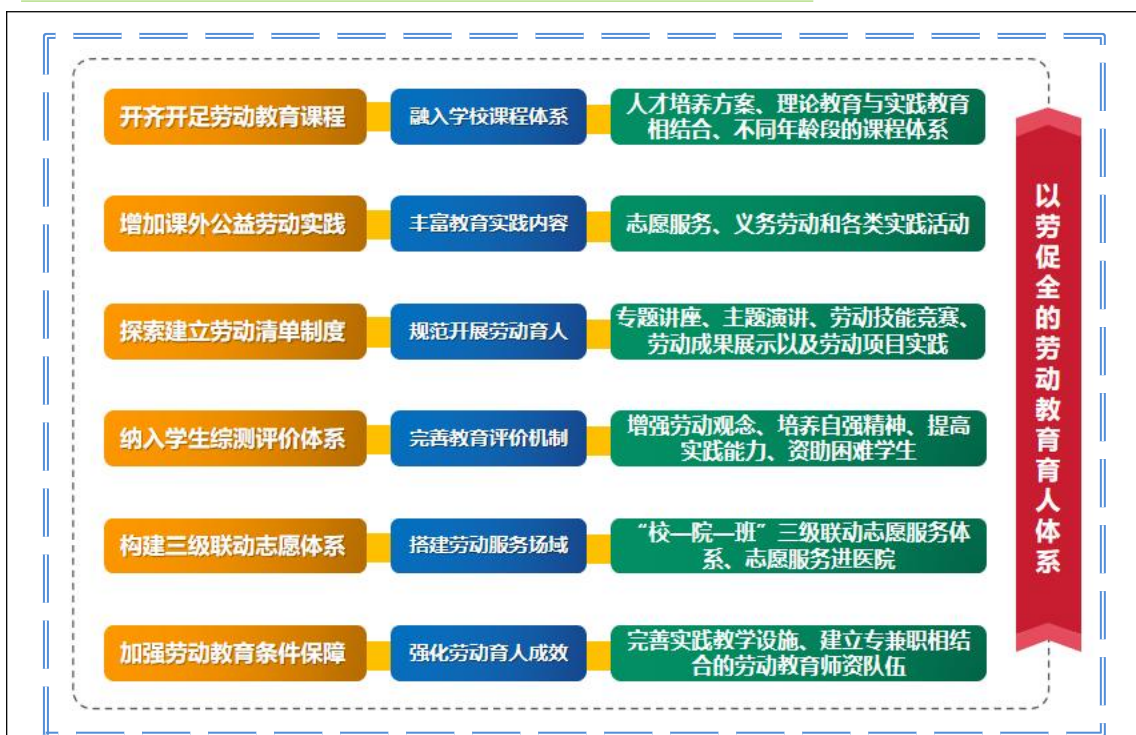 开齐开足劳动教育课程
融入学校课程体系
人才培养方案、理论教育与实践教育
相结合、不同年龄段的课程体系
增加课外公益劳动实践
丰富教育实践内容
志愿服务、义务劳动和各类实践活动
探索建立劳动清单制度
规范开展劳动育人
专题讲座、主题演讲、劳动技能竞赛、
劳动成果展示以及劳动项目实践
纳入学生综测评价体系
完善教育评价机制
增强劳动观念、培养自强精神、提高
实践能力、资助困难学生
构建三级联动志愿体系
搭建劳动服务场域
“校—院—班”三级联动志愿服务体
系、志愿服务进医院
加强劳动教育条件保障
强化劳动育人成效
完善实践教学设施、建立专兼职相结
合的劳动教育师资队伍
以劳促全的劳动教育育人体系